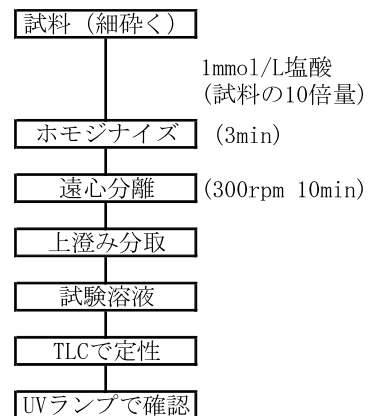 試料（細砕く）
1mmol/L塩酸
(試料の10倍量)
ホモジナイズ (3min)
遠心分離 (300rpm 10min)
上澄み分取
試験溶液
TLCで定性
UVランプで確認